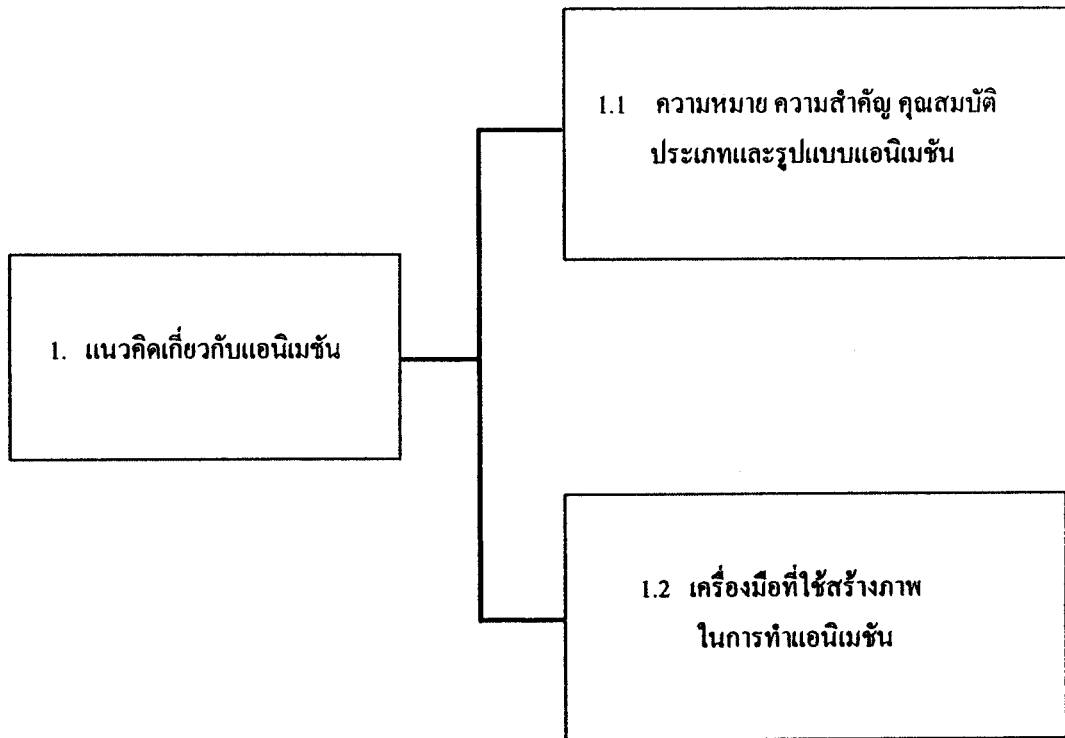 1.1 ความหมาย ความสำคัญ คุณสมบัติ
ประเภทและรูปแบบแอนิเมชัน
1. แนวคิดเกี่ยวกับแอนิเมชัน
1.2 เครื่องมือที่ใช้สร้างภาพ
ในการทำแอนิเมชัน